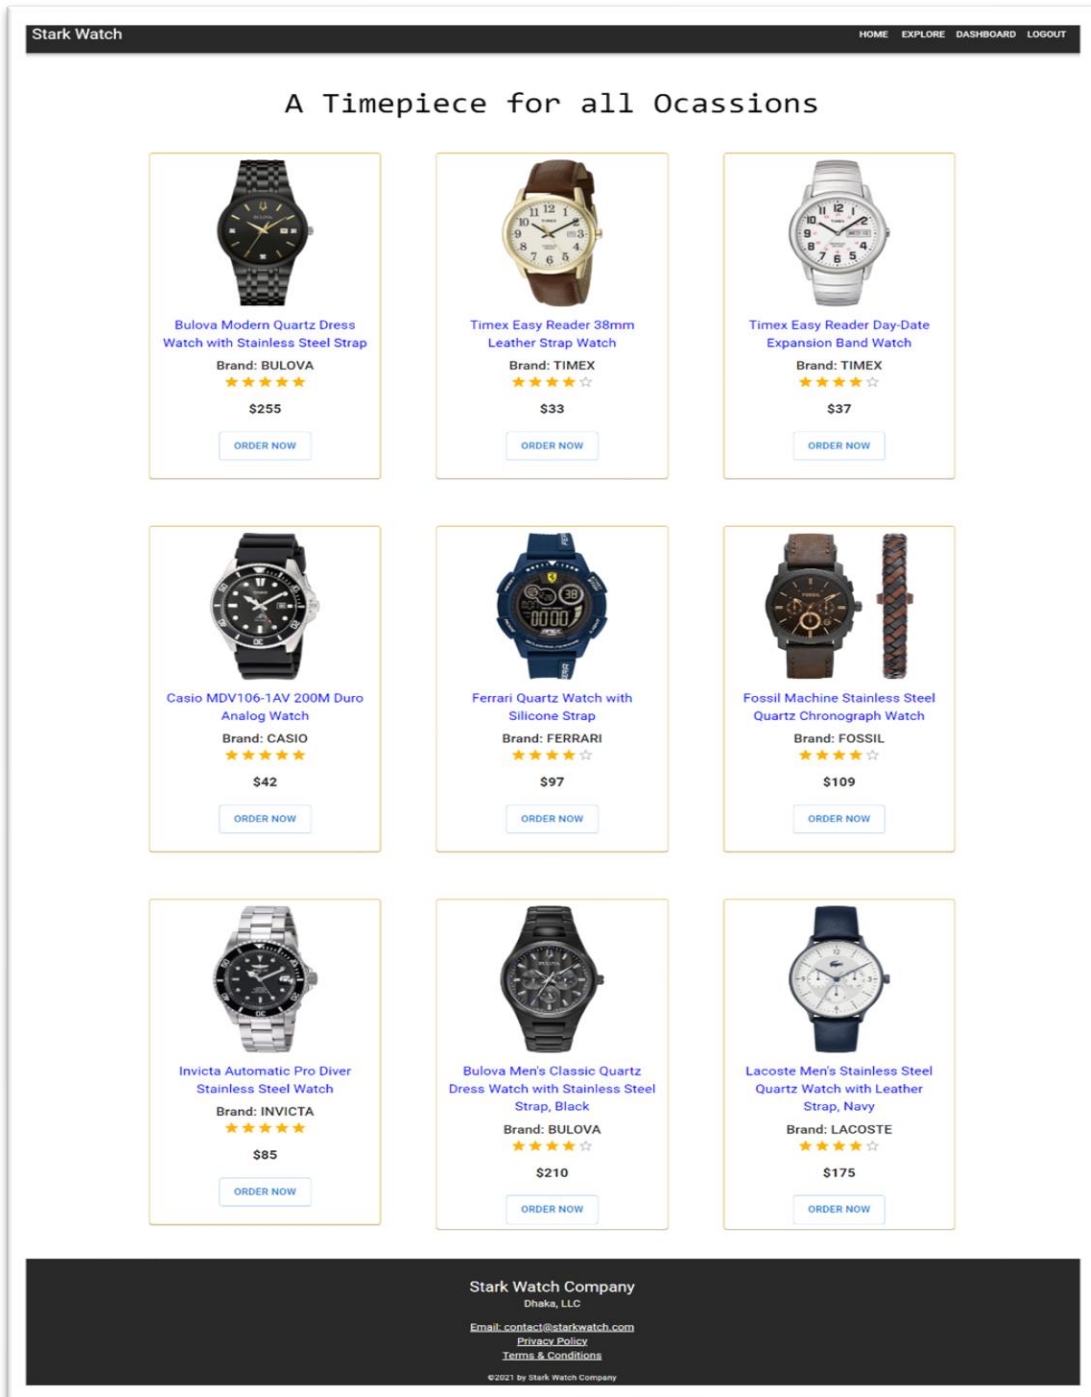 Stark Watch
HOME EXPLORE DASHBOARD LOGOUT
A Timepiece for all Ocassions
Bulova Modern Quartz Dress
Watch with Stainless Steel Strap
Brand: BULOVA
$255
ORDER NOW
Timex Easy Reader 38mm
Leather Strap Watch
Brand: TIMEX
$33
ORDER NOW
Timex Easy Reader Day-Date
Expansion Band Watch
Brand: TIMEX
$37
ORDER NOW
Casio MDV106-1AV 200M Duro
Analog Watch
Brand: CASIO
$42
ORDER NOW
Ferrari Quartz Watch with
Silicone Strap
Brand: FERRARI
$97
ORDER NOW
FOSSIL
Fossil Machine Stainless Steel
Quartz Chronograph Watch
Brand: FOSSIL
$109
ORDER NOW
Invicta Automatic Pro Diver
Stainless Steel Watch
Brand: INVICTA
$85
ORDER NOW
BULOVA
Bulova Men's Classic Quartz
Dress Watch with Stainless Steel
Strap, Black
Brand: BULOVA
$210
ORDER NOW
Lacoste Men's Stainless Steel
Quartz Watch with Leather
Strap, Navy
Brand: LACOSTE
$175
ORDER NOW
Stark Watch Company
Dhaka, LLC
Email: contact@starkwatch.com
Privacy Policy
Terms & Conditions
©2021 by Stark Watch Company